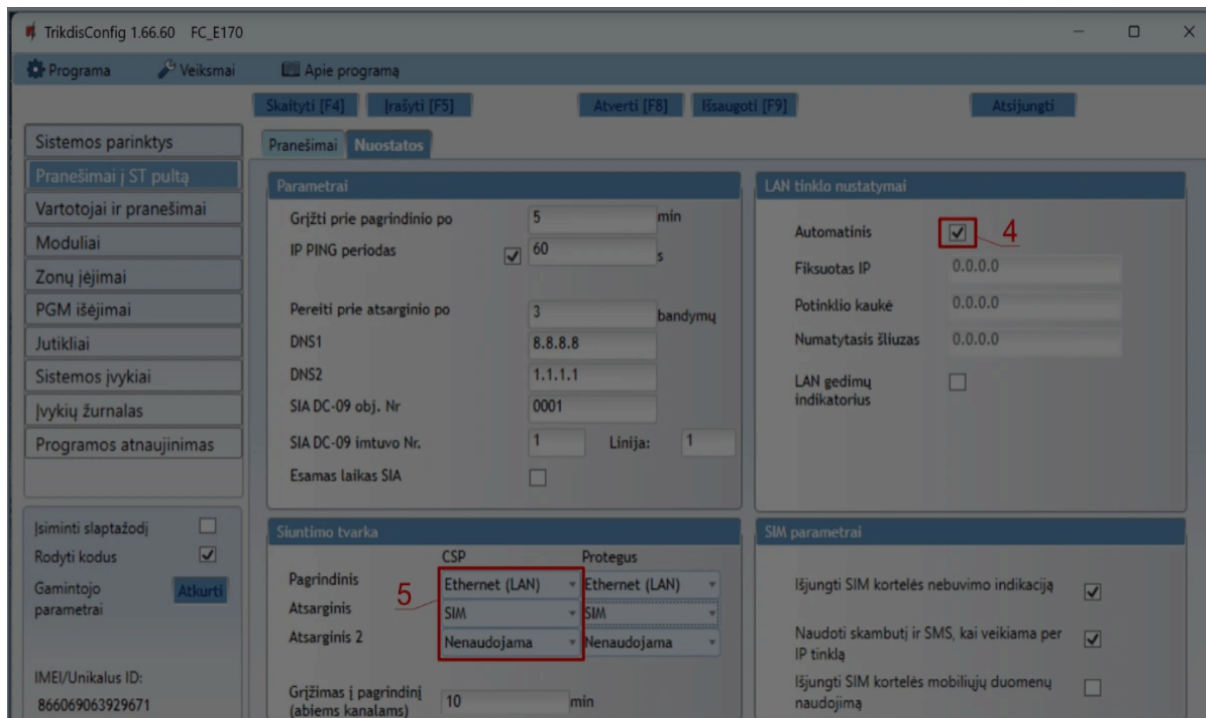 TrikdisConfig 1.66.60 FC_E170
Programa Veiksmai Apie programą
Skaityti [F4] Įrašyti [F5] Atverti [F8] Išsaugoti [F9] Atsijungti
Sistemos parinktys
Pranešimai į ST pultą
Vartotojai ir pranešimai
Moduliai
Zonų įėjimai
PGM išėjimai
Jutikliai
Sistemos įvykiai
Įvykių žurnalas
Programos atnaujinimas
Įsiminti slaptažodį
Rodyti kodus
Gamintojo
parametrai
Atkurti
IMEI/Unikalus ID:
866069063929671
Pranešimai Nuostatos
Parametrai
Grįžti prie pagrindinio po 5 min
IP PING periodas 60 s
Pereiti prie atsarginio po 3 bandymų
DNS1 8.8.8.8
DNS2 1.1.1.1
SIA DC-09 obj. Nr 0001
SIA DC-09 imtuvo Nr. 1 Linija: 1
Esamas laikas SIA
LAN tinklo nustatymai
Automatinis 4
Fiksuotas IP 0.0.0.0
Potinklio kaukė 0.0.0.0
Numatytasis šliuzas 0.0.0.0
LAN gedimų
indikatorius
Siuntimo tvarka
CSP Protegus
Pagrindinis Ethernet (LAN) Ethernet (LAN)
5
Atsarginis SIM SIM
Atsarginis 2 Nenaudojama Nenaudojama
Grįžimas į pagrindinį
(abiems kanalams) 10 min
SIM parametrai
Išjungti SIM kortelės nebuvimo indikaciją
Naudoti skambutį ir SMS, kai veikiama per
IP tinklą
Išjungti SIM kortelės mobiliųjų duomenų
naudojimą